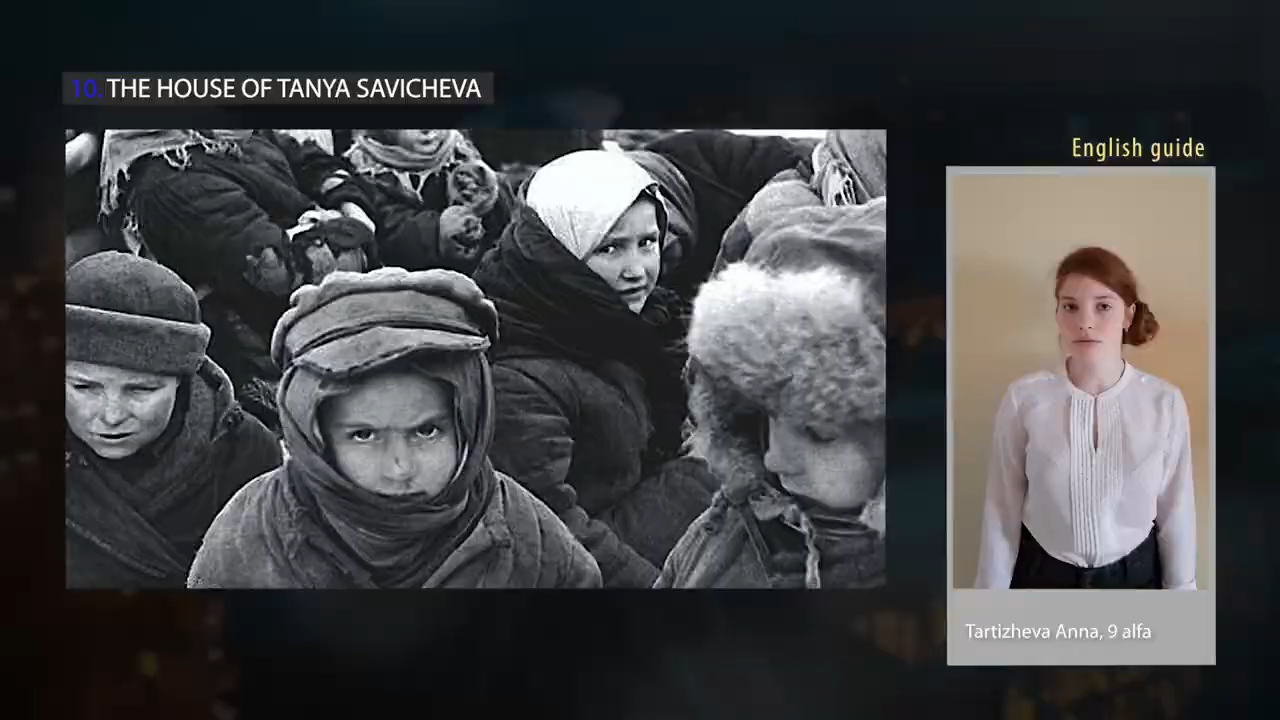 10. THE HOUSE OF TANYA SAVICHEVA
English guide
Tartizheva Anna, 9 alfa